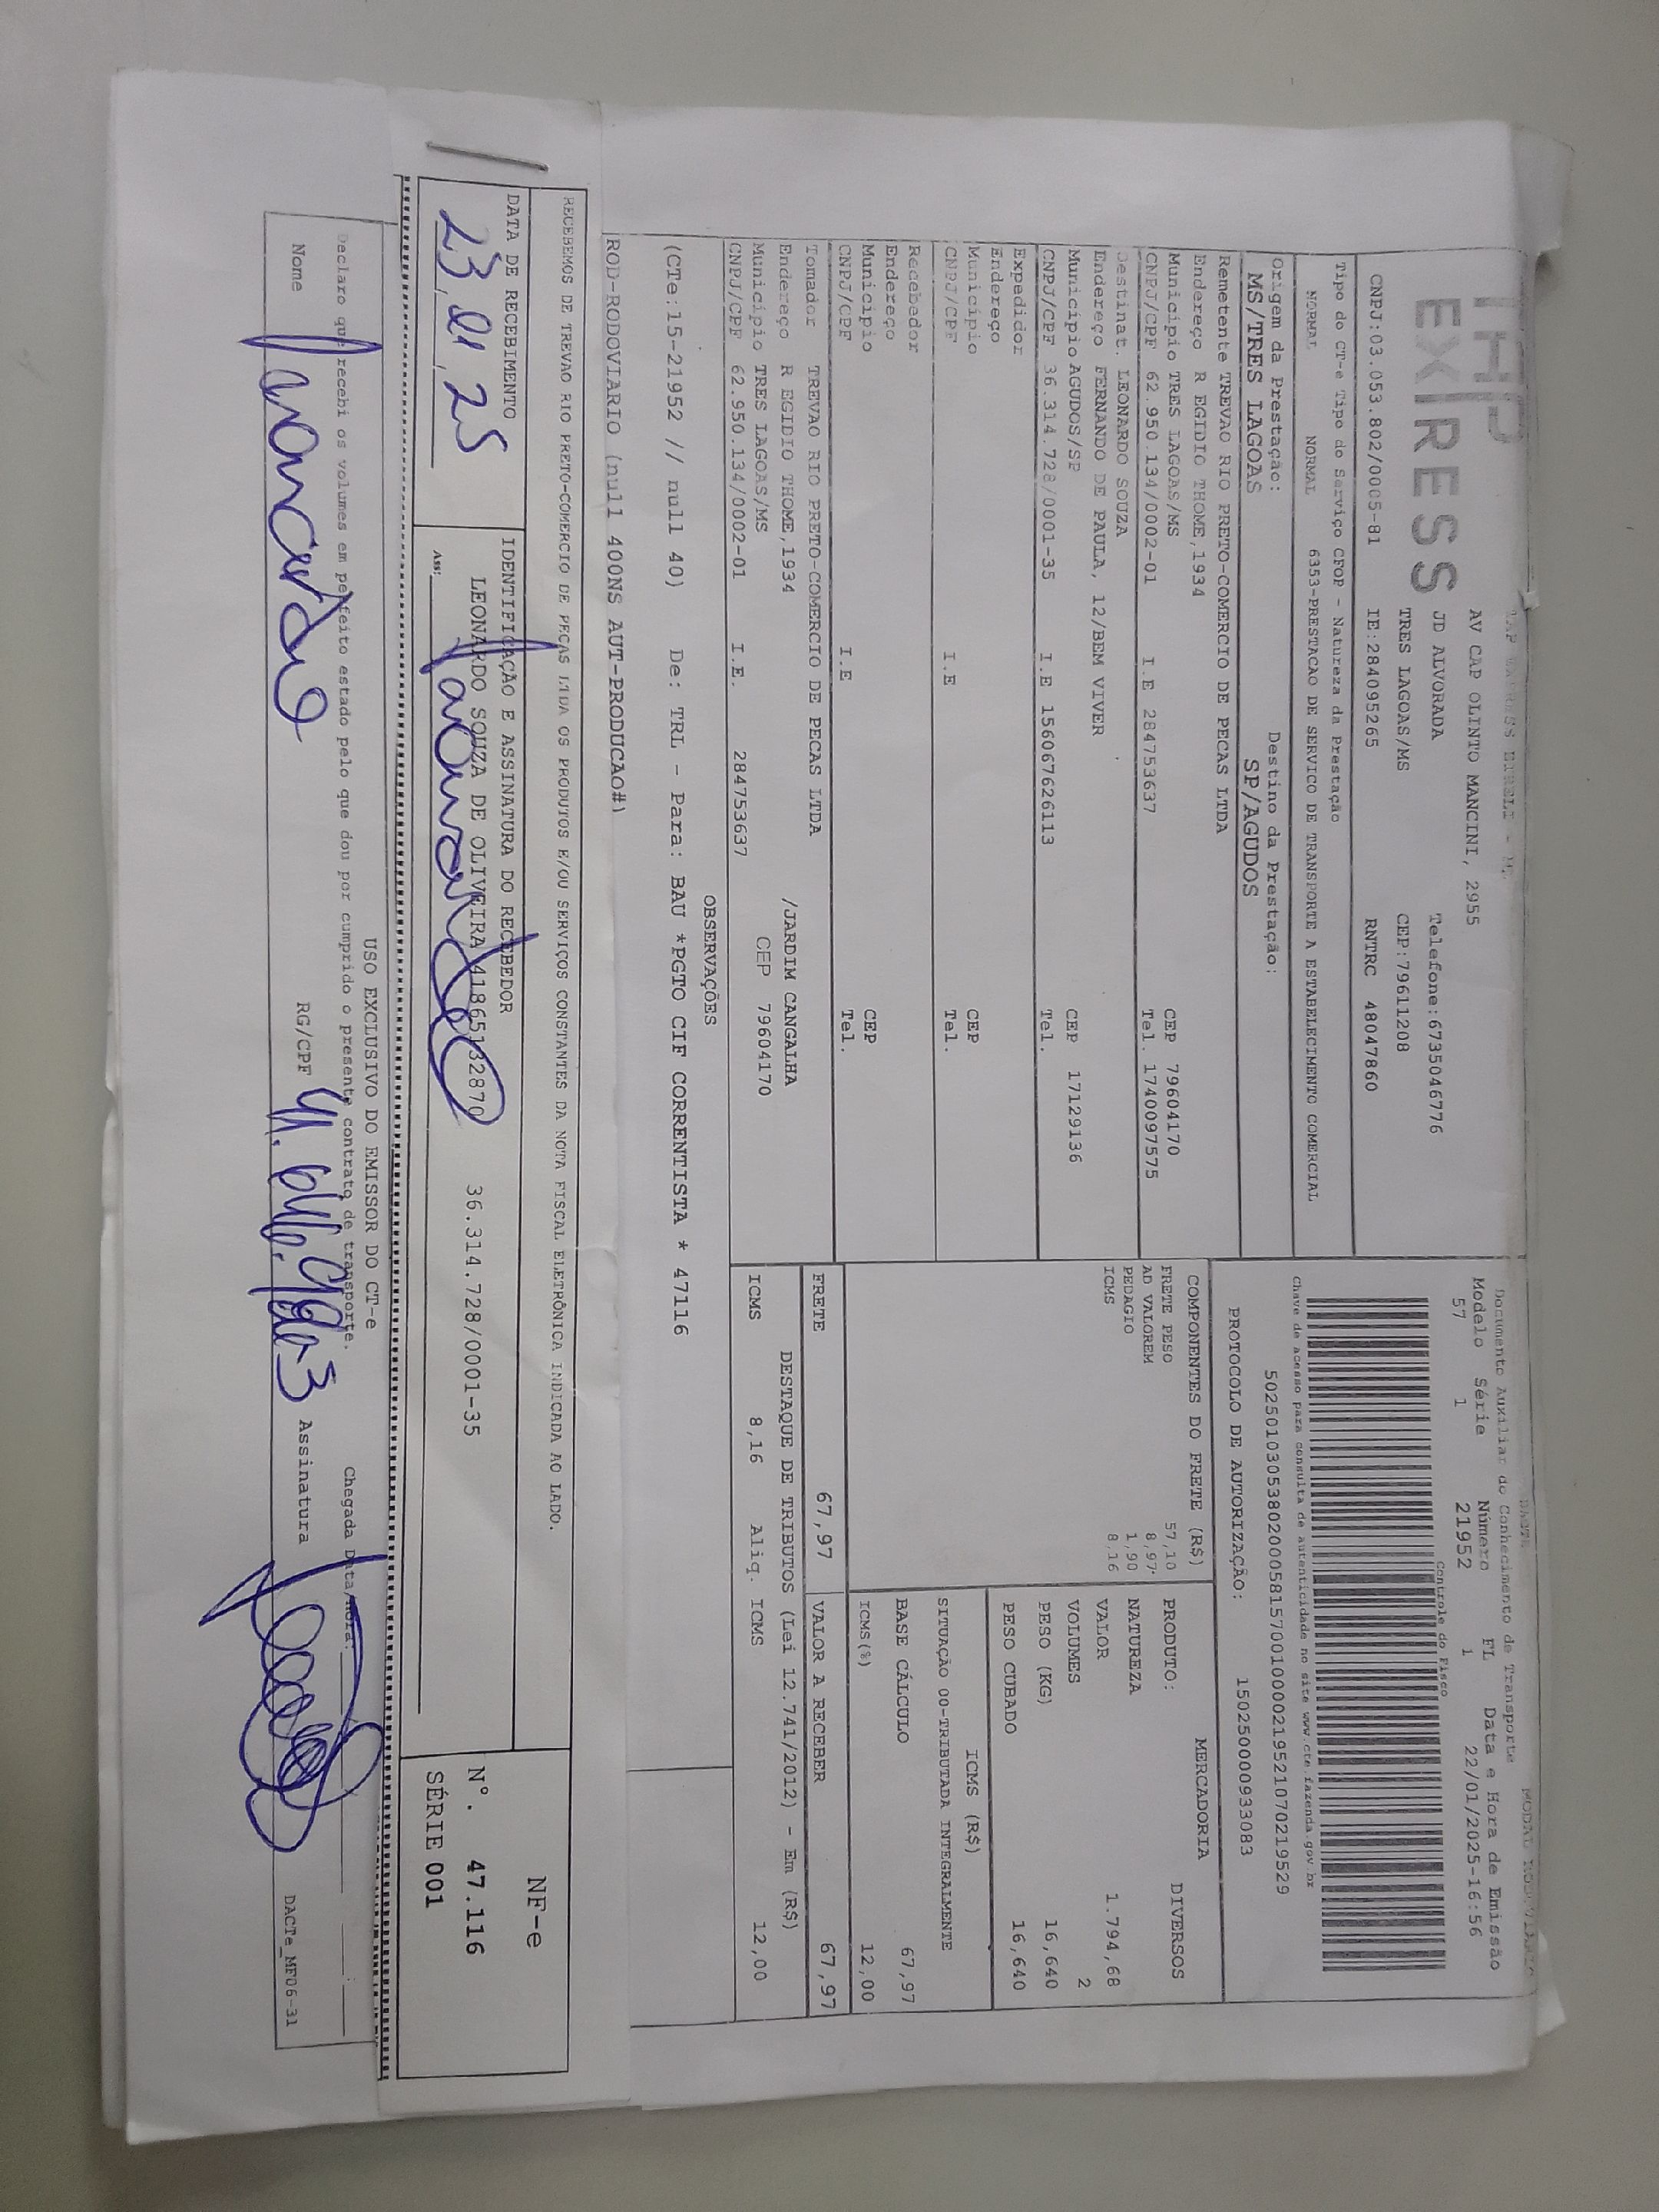 THP
EXPRESS
AV CAP OLINTO MANCINI, 2955
JD ALVORADA Telefone:6735046776
TRES LAGOAS/MS CEP:79611208
CNPJ:03.053.802/0005-81 IE:284095265 RNTRC 48047860
Tipo do CT-e Tipo do Serviço CFOP - Natureza da Prestação
NORMAL NORMAL 6353-PRESTACAO DE SERVICO DE TRANSPORTE A ESTABELECIMENTO COMERCIAL
Origem da Prestação: Destino da Prestação:
MS/TRES LAGOAS SP/AGUDOS
Remetente TREVAO RIO PRETO-COMERCIO DE PECAS LTDA
Endereço R EGIDIO THOME,1934
Município TRES LAGOAS/MS CEP 79604170
CNPJ/CPF 62.950.134/0002-01 I.E 284753637 Tel. 1740097575
Destinat. LEONARDO SOUZA
Endereço FERNANDO DE PAULA, 12/BEM VIVER
Município AGUDOS/SP CEP 17129136
CNPJ/CPF 36.314.728/0001-35 I.E 156067626113 Tel.
Expedidor
Endereço
Município CEP
CNPJ/CPF I.E Tel.
Recebador
Endereço
Município CEP
CNPJ/CPF I.E Tel.
Tomador TREVAO RIO PRETO-COMERCIO DE PECAS LTDA
Endereço R EGIDIO THOME,1934 /JARDIM CANGALHA
Município TRES LAGOAS/MS CEP 79604170
CNPJ/CPF 62.950.134/0002-01 I.E. 284753637
DACTE MODAL RODOVIARIO
Documento Auxiliar do Conhecimento de Transporte
Modelo Série Número FL Data e Hora de Emissão
57 1 21952 1 22/01/2025-16:56
Controle do Fisco
Chave de acesso para consulta de autenticidade no site www.cte.fazenda.gov.br
50250103053802000581570010000219521070219529
PROTOCOLO DE AUTORIZAÇÃO: 150250000933083
COMPONENTES DO FRETE (R$)
FRETE PESO 57,10
AD VALOREM 8,97
PEDAGIO 1,90
ICMS 8,16
MERCADORIA
PRODUTO: DIVERSOS
NATUREZA
VALOR 1.794,68
VOLUMES 2
PESO (KG) 16,640
PESO CUBADO 16,640
ICMS (R$)
SITUAÇÃO 00-TRIBUTADA INTEGRALMENTE
BASE CÁLCULO 67,97
ICMS(%) 12,00
FRETE 67,97 VALOR A RECEBER 67,97
DESTAQUE DE TRIBUTOS (Lei 12.741/2012) - Em (R$)
ICMS 8,16 Aliq. ICMS 12,00
OBSERVAÇÕES
(CTe:15-21952 // null 40) De: TRL - Para: BAU *PGTO CIF CORRENTISTA * 47116
ROD-RODOVIARIO (null 400NS AUT-PRODUCAO#)
RECEBEMOS DE TREVAO RIO PRETO-COMERCIO DE PECAS LTDA OS PRODUTOS E/OU SERVIÇOS CONSTANTES DA NOTA FISCAL ELETRÔNICA INDICADA AO LADO.
DATA DE RECEBIMENTO IDENTIFICAÇÃO E ASSINATURA DO RECEBEDOR
23 01 25
LEONARDO SOUZA DE OLIVEIRA 41865132870 36.314.728/0001-35
Ass: Leonardo
NF-e
N°. 47.116
SÉRIE 001
USO EXCLUSIVO DO EMISSOR DO CT-e
Declaro que recebi os volumes em perfeito estado pelo que dou por cumprido o presente contrato de transporte. Chegada Data/Hora:
Nome Leonardo RG/CPF Assinatura
DACTe_MF06-31